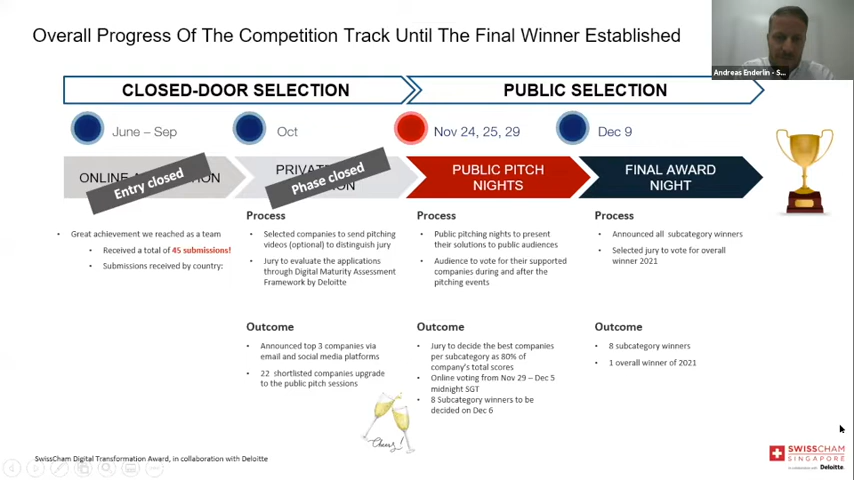 Overall Progress Of The Competition Track Until The Final Winner Established
Andreas Enderlin - S...
CLOSED-DOOR SELECTION
PUBLIC SELECTION
June – Sep
Oct
Nov 24, 25, 29
Dec 9
ONLINE
ON
Entry closed
PRIVATE
ON
Phase closed
PUBLIC PITCH
NIGHTS
FINAL AWARD
NIGHT
• Great achievement we reached as a team
• Received a total of 45 submissions!
• Submissions received by country:
Process
• Selected companies to send pitching
videos (optional) to distinguish jury
• Jury to evaluate the applications
through Digital Maturity Assessment
Framework by Deloitte
Outcome
• Announced top 3 companies via
email and social media platforms
• 22 shortlisted companies upgrade
to the public pitch sessions
Process
• Public pitching nights to present
their solutions to public audiences
• Audience to vote for their supported
companies during and after the
pitching events
Outcome
• Jury to decide the best companies
per subcategory as 80% of
company's total scores
• Online voting from Nov 29 – Dec 5
midnight SGT
• 8 Subcategory winners to be
decided on Dec 6
Process
• Announced all subcategory winners
• Selected jury to vote for overall
winner 2021
Outcome
• 8 subcategory winners
• 1 overall winner of 2021
Cheers!
SwissCham Digital Transformation Award, in collaboration with Deloitte
SWISSCHAM
SINGAPORE
in collaboration with Deloitte.